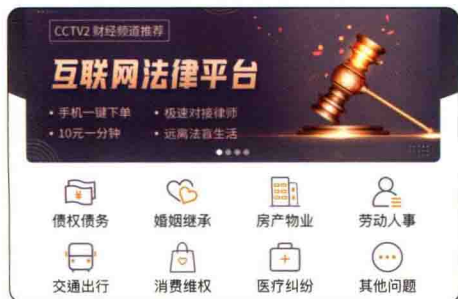 CCTV2 财经频道推荐
互联网法律平台
• 手机一键下单 • 极速对接律师
• 10元一分钟 • 远离法盲生活
债权债务 婚姻继承 房产物业 劳动人事
交通出行 消费维权 医疗纠纷 其他问题